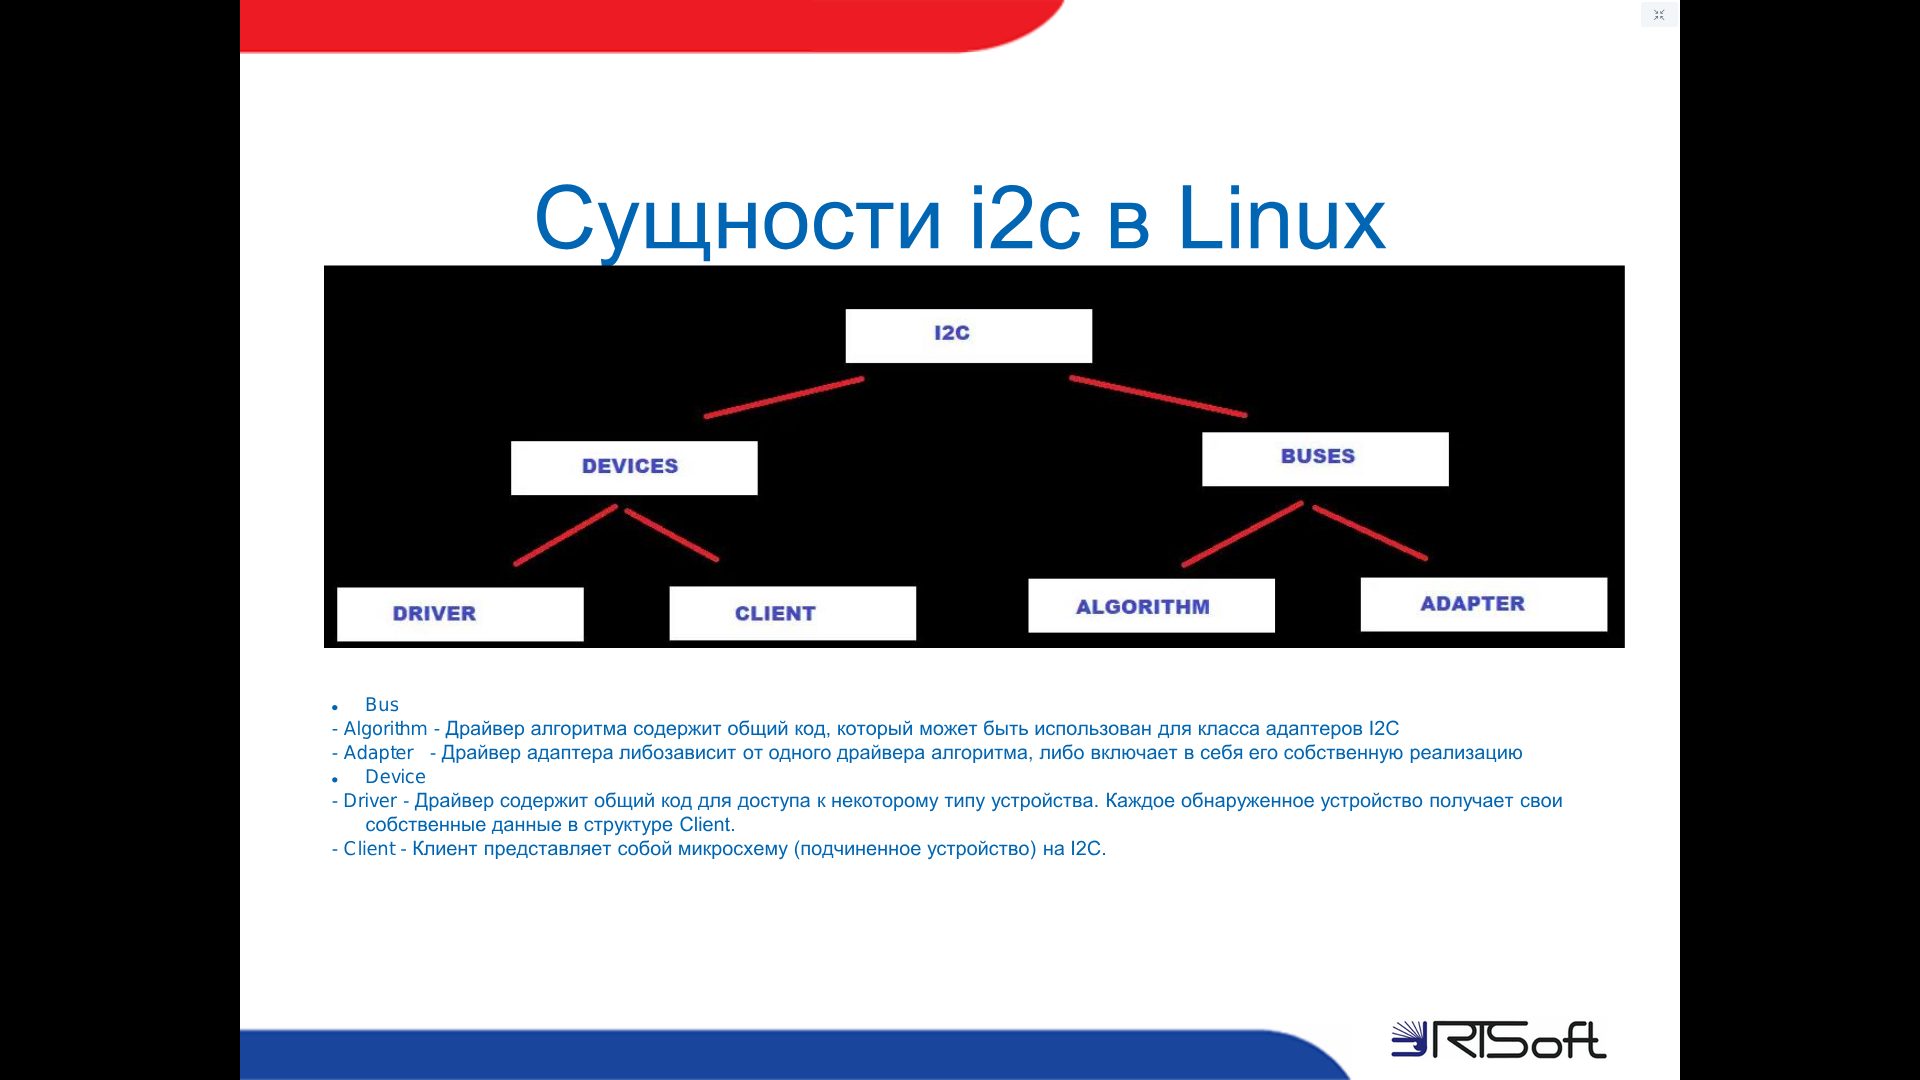 Сущности i2c в Linux
I2C
DEVICES
BUSES
DRIVER
CLIENT
ALGORITHM
ADAPTER
• Bus
- Algorithm - Драйвер алгоритма содержит общий код, который может быть использован для класса адаптеров I2C
- Adapter - Драйвер адаптера либозависит от одного драйвера алгоритма, либо включает в себя его собственную реализацию
• Device
- Driver - Драйвер содержит общий код для доступа к некоторому типу устройства. Каждое обнаруженное устройство получает свои
собственные данные в структуре Client.
- Client - Клиент представляет собой микросхему (подчиненное устройство) на I2C.
RTSoft